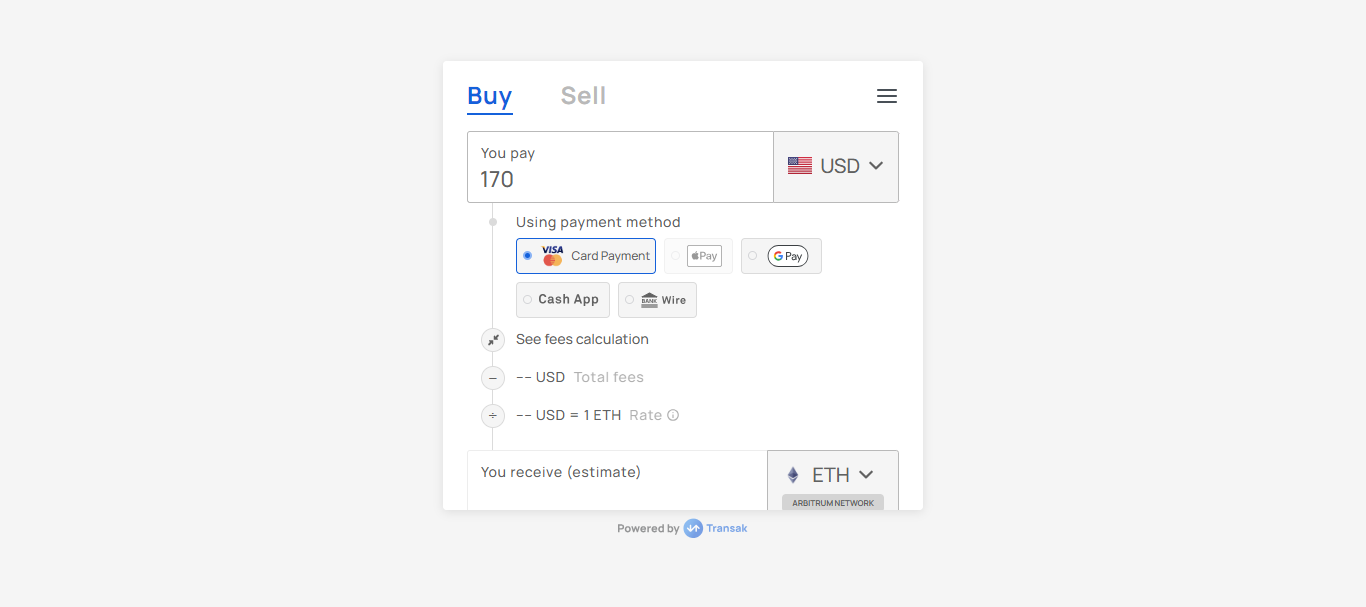 Buy Sell
You pay
170
USD
Using payment method
VISA Card Payment Pay G Pay
Cash App BANK Wire
See fees calculation
−
-- USD Total fees
÷
-- USD = 1 ETH Rate
You receive (estimate)
ETH
ARBITRUM NETWORK
Powered by Transak